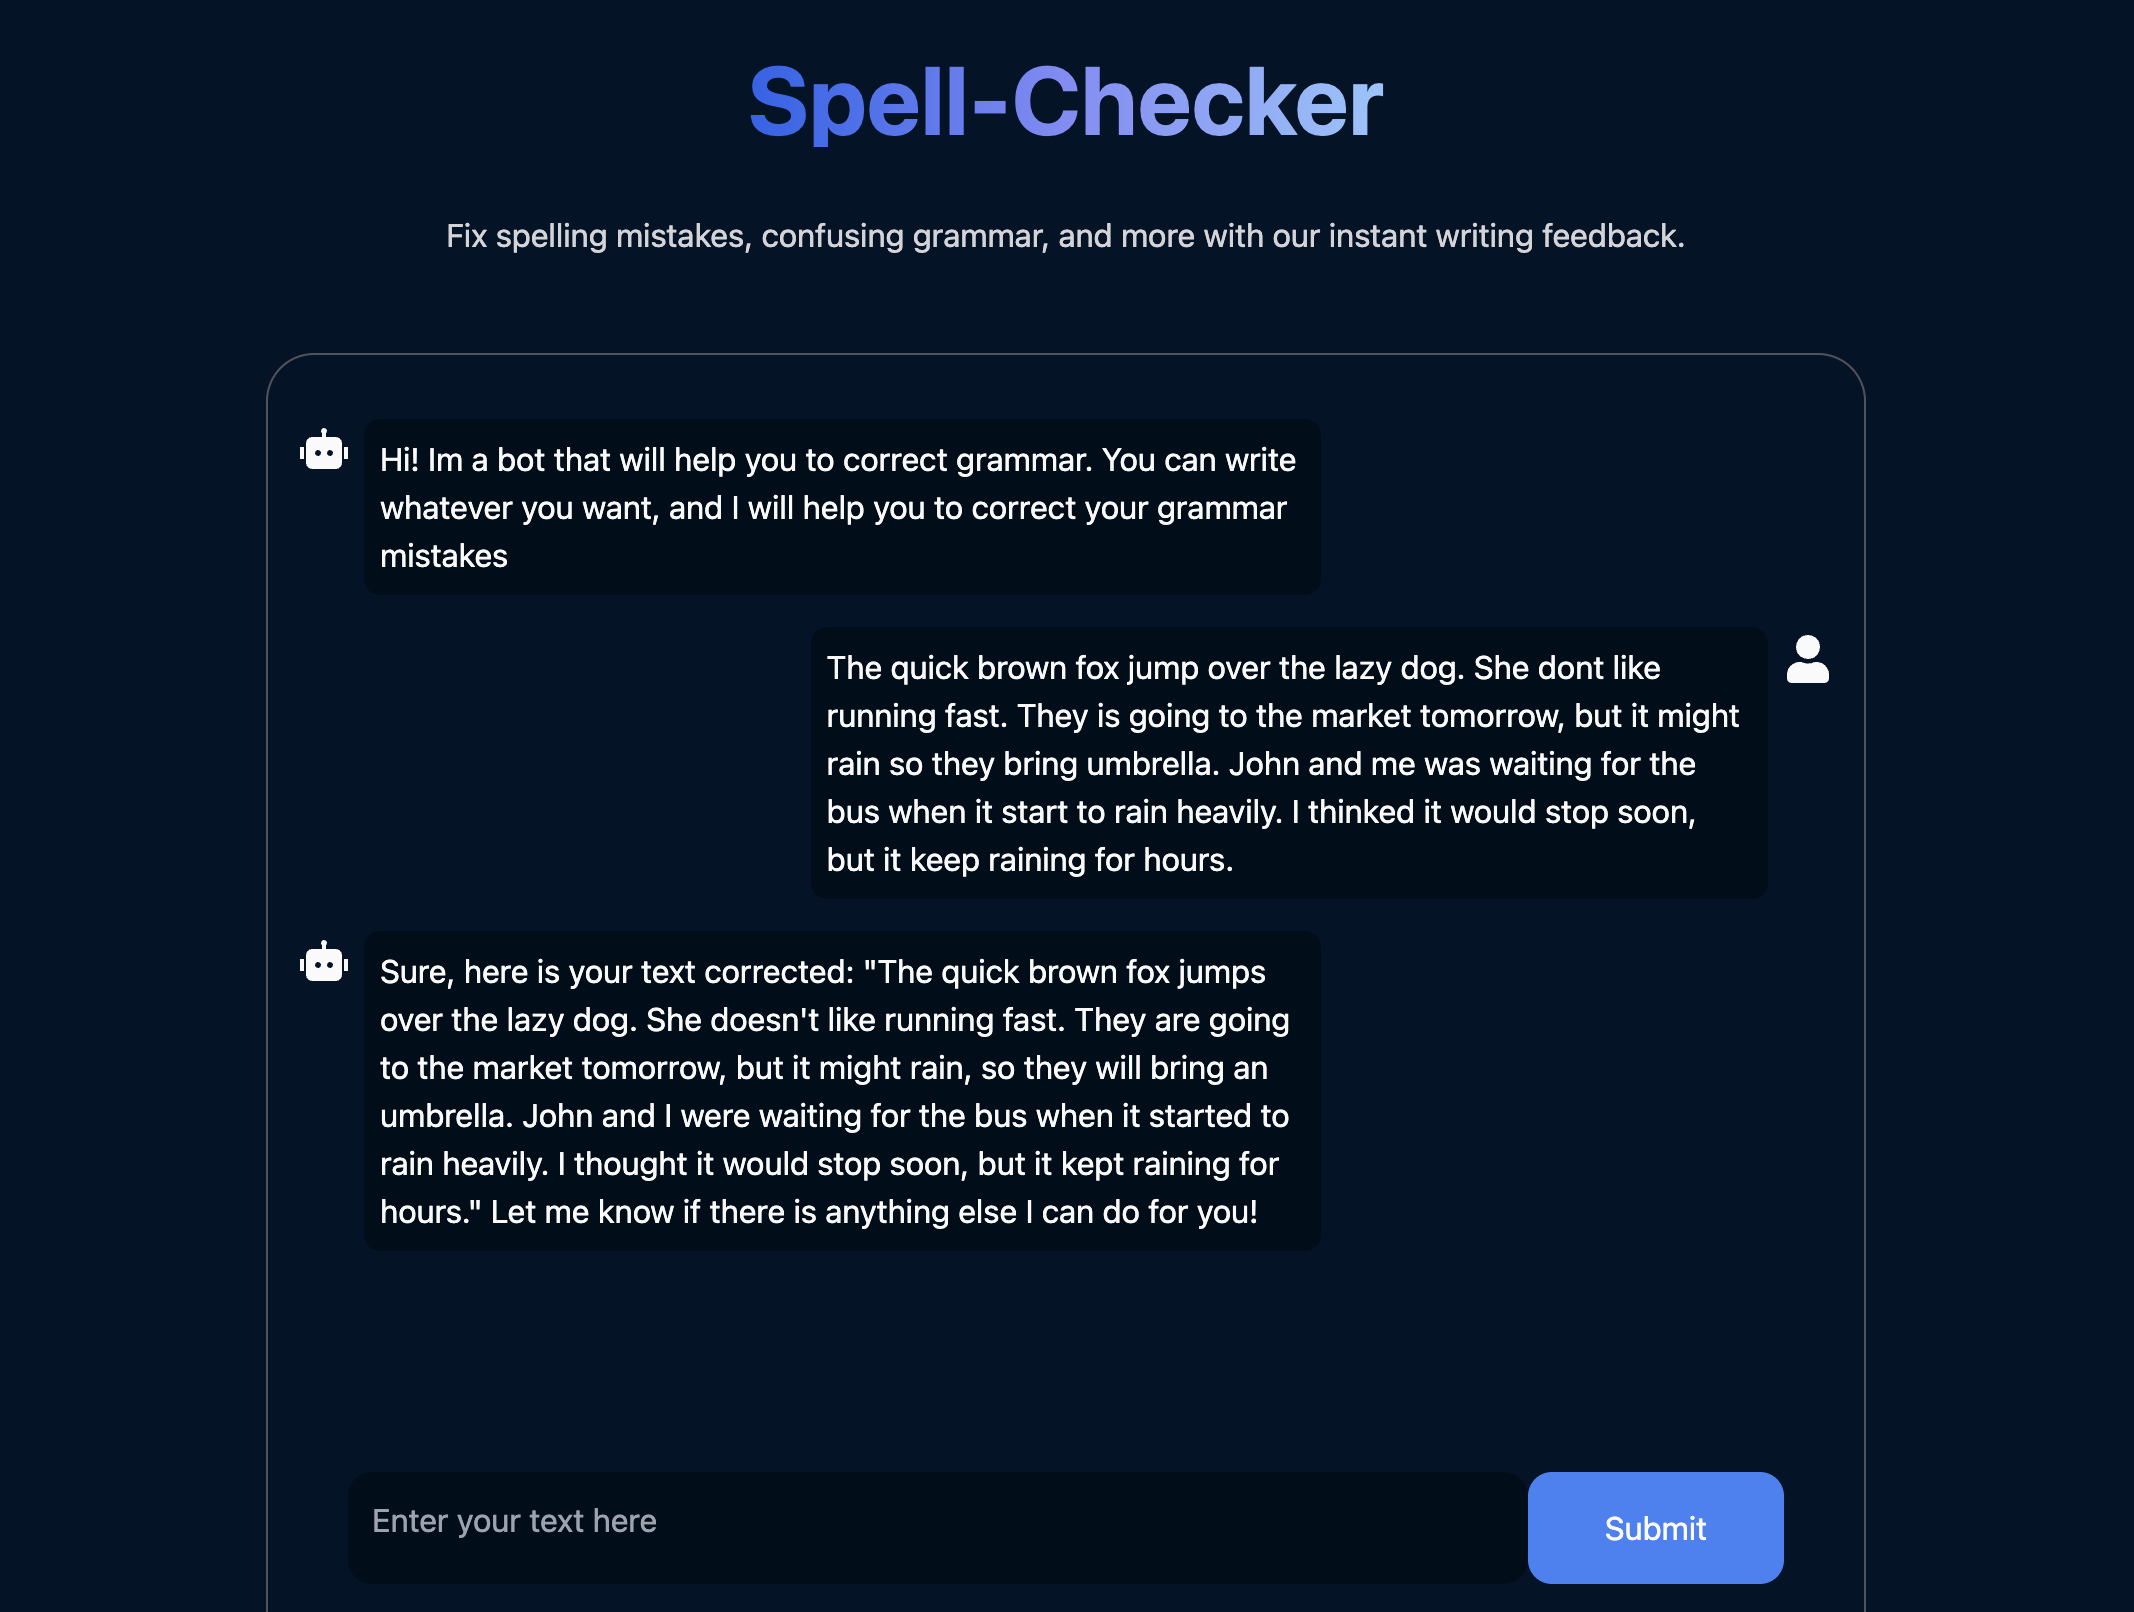 Spell-Checker
Fix spelling mistakes, confusing grammar, and more with our instant writing feedback.
Hi! Im a bot that will help you to correct grammar. You can write
whatever you want, and I will help you to correct your grammar
mistakes
The quick brown fox jump over the lazy dog. She dont like
running fast. They is going to the market tomorrow, but it might
rain so they bring umbrella. John and me was waiting for the
bus when it start to rain heavily. I thinked it would stop soon,
but it keep raining for hours.
Sure, here is your text corrected: "The quick brown fox jumps
over the lazy dog. She doesn't like running fast. They are going
to the market tomorrow, but it might rain, so they will bring an
umbrella. John and I were waiting for the bus when it started to
rain heavily. I thought it would stop soon, but it kept raining for
hours." Let me know if there is anything else I can do for you!
Enter your text here
Submit